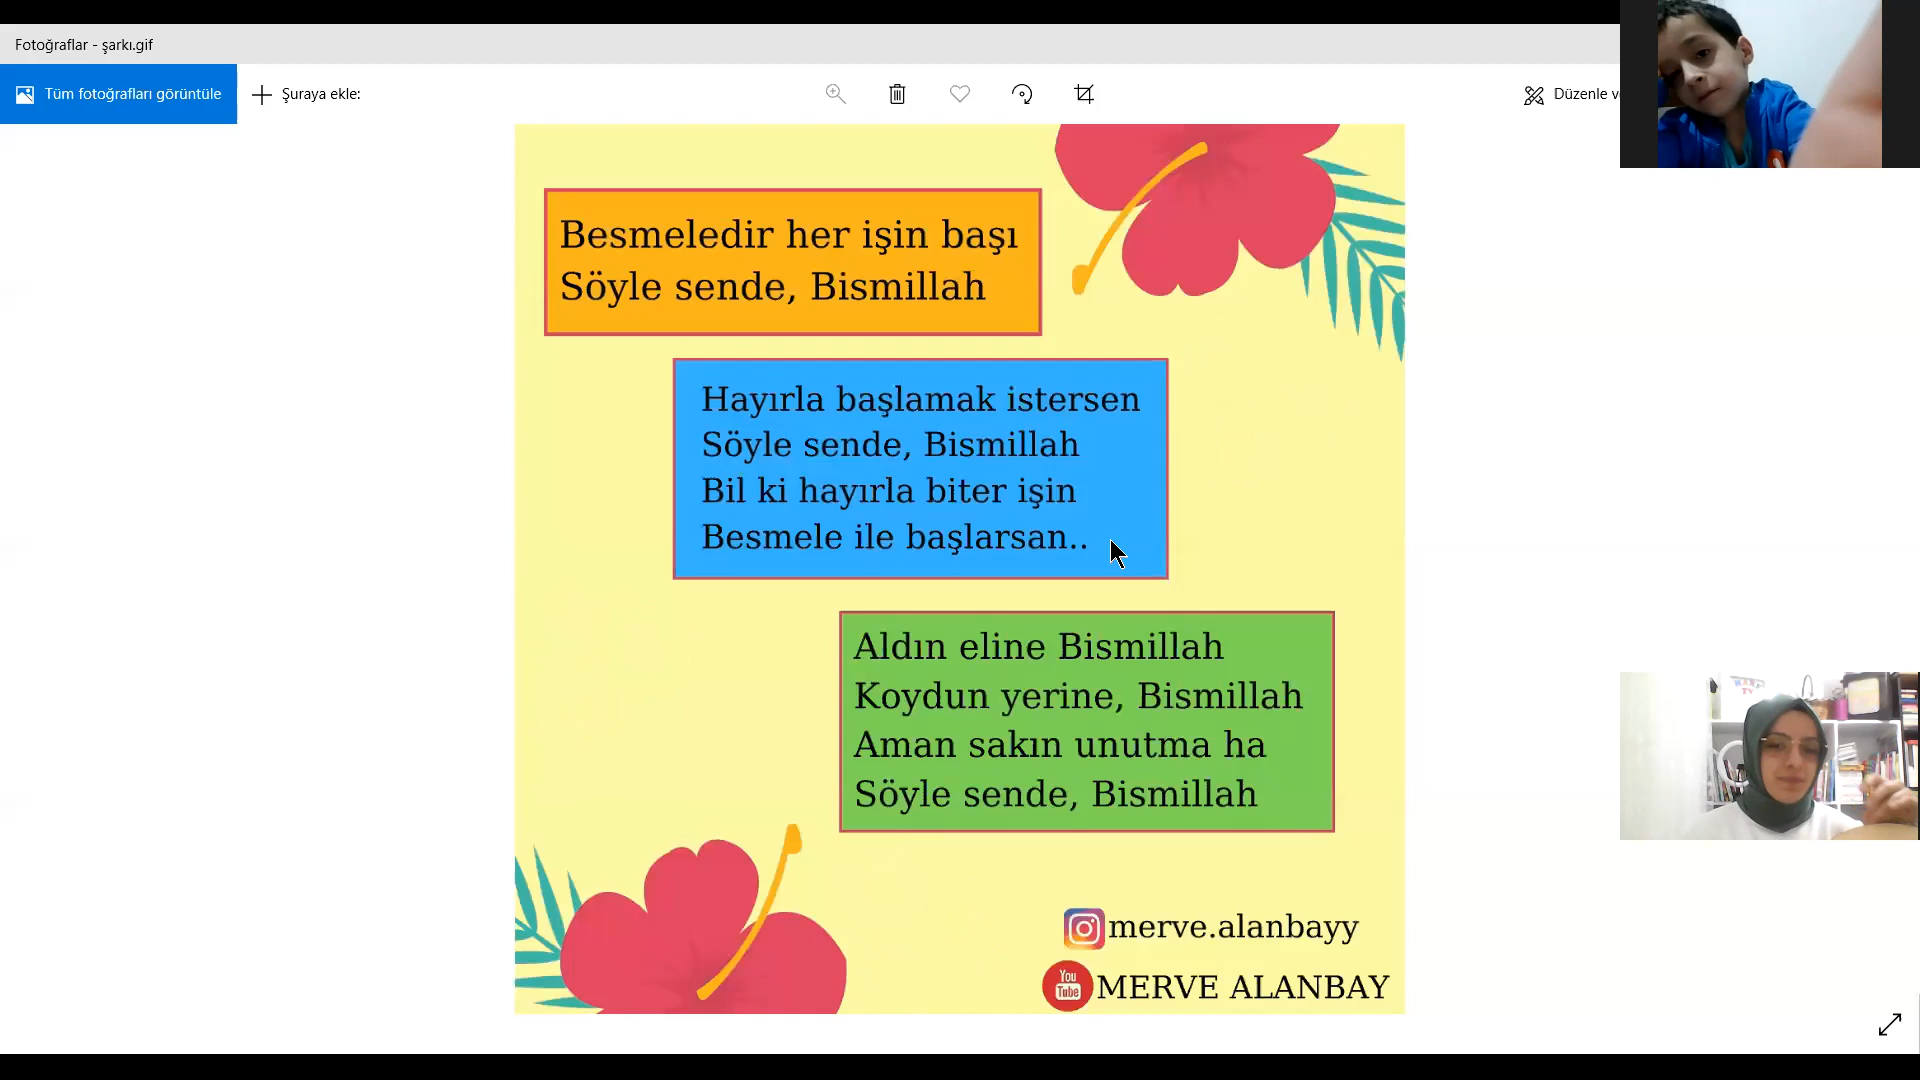 Fotoğraflar - şarkı.gif
Tüm fotoğrafları görüntüle
Şuraya ekle:
Düzenle v
Besmeledir her işin başı
Söyle sende, Bismillah
Hayırla başlamak istersen
Söyle sende, Bismillah
Bil ki hayırla biter işin
Besmele ile başlarsan..
Aldın eline Bismillah
Koydun yerine, Bismillah
Aman sakın unutma ha
Söyle sende, Bismillah
merve.alanbayy
You
Tube
MERVE ALANBAY